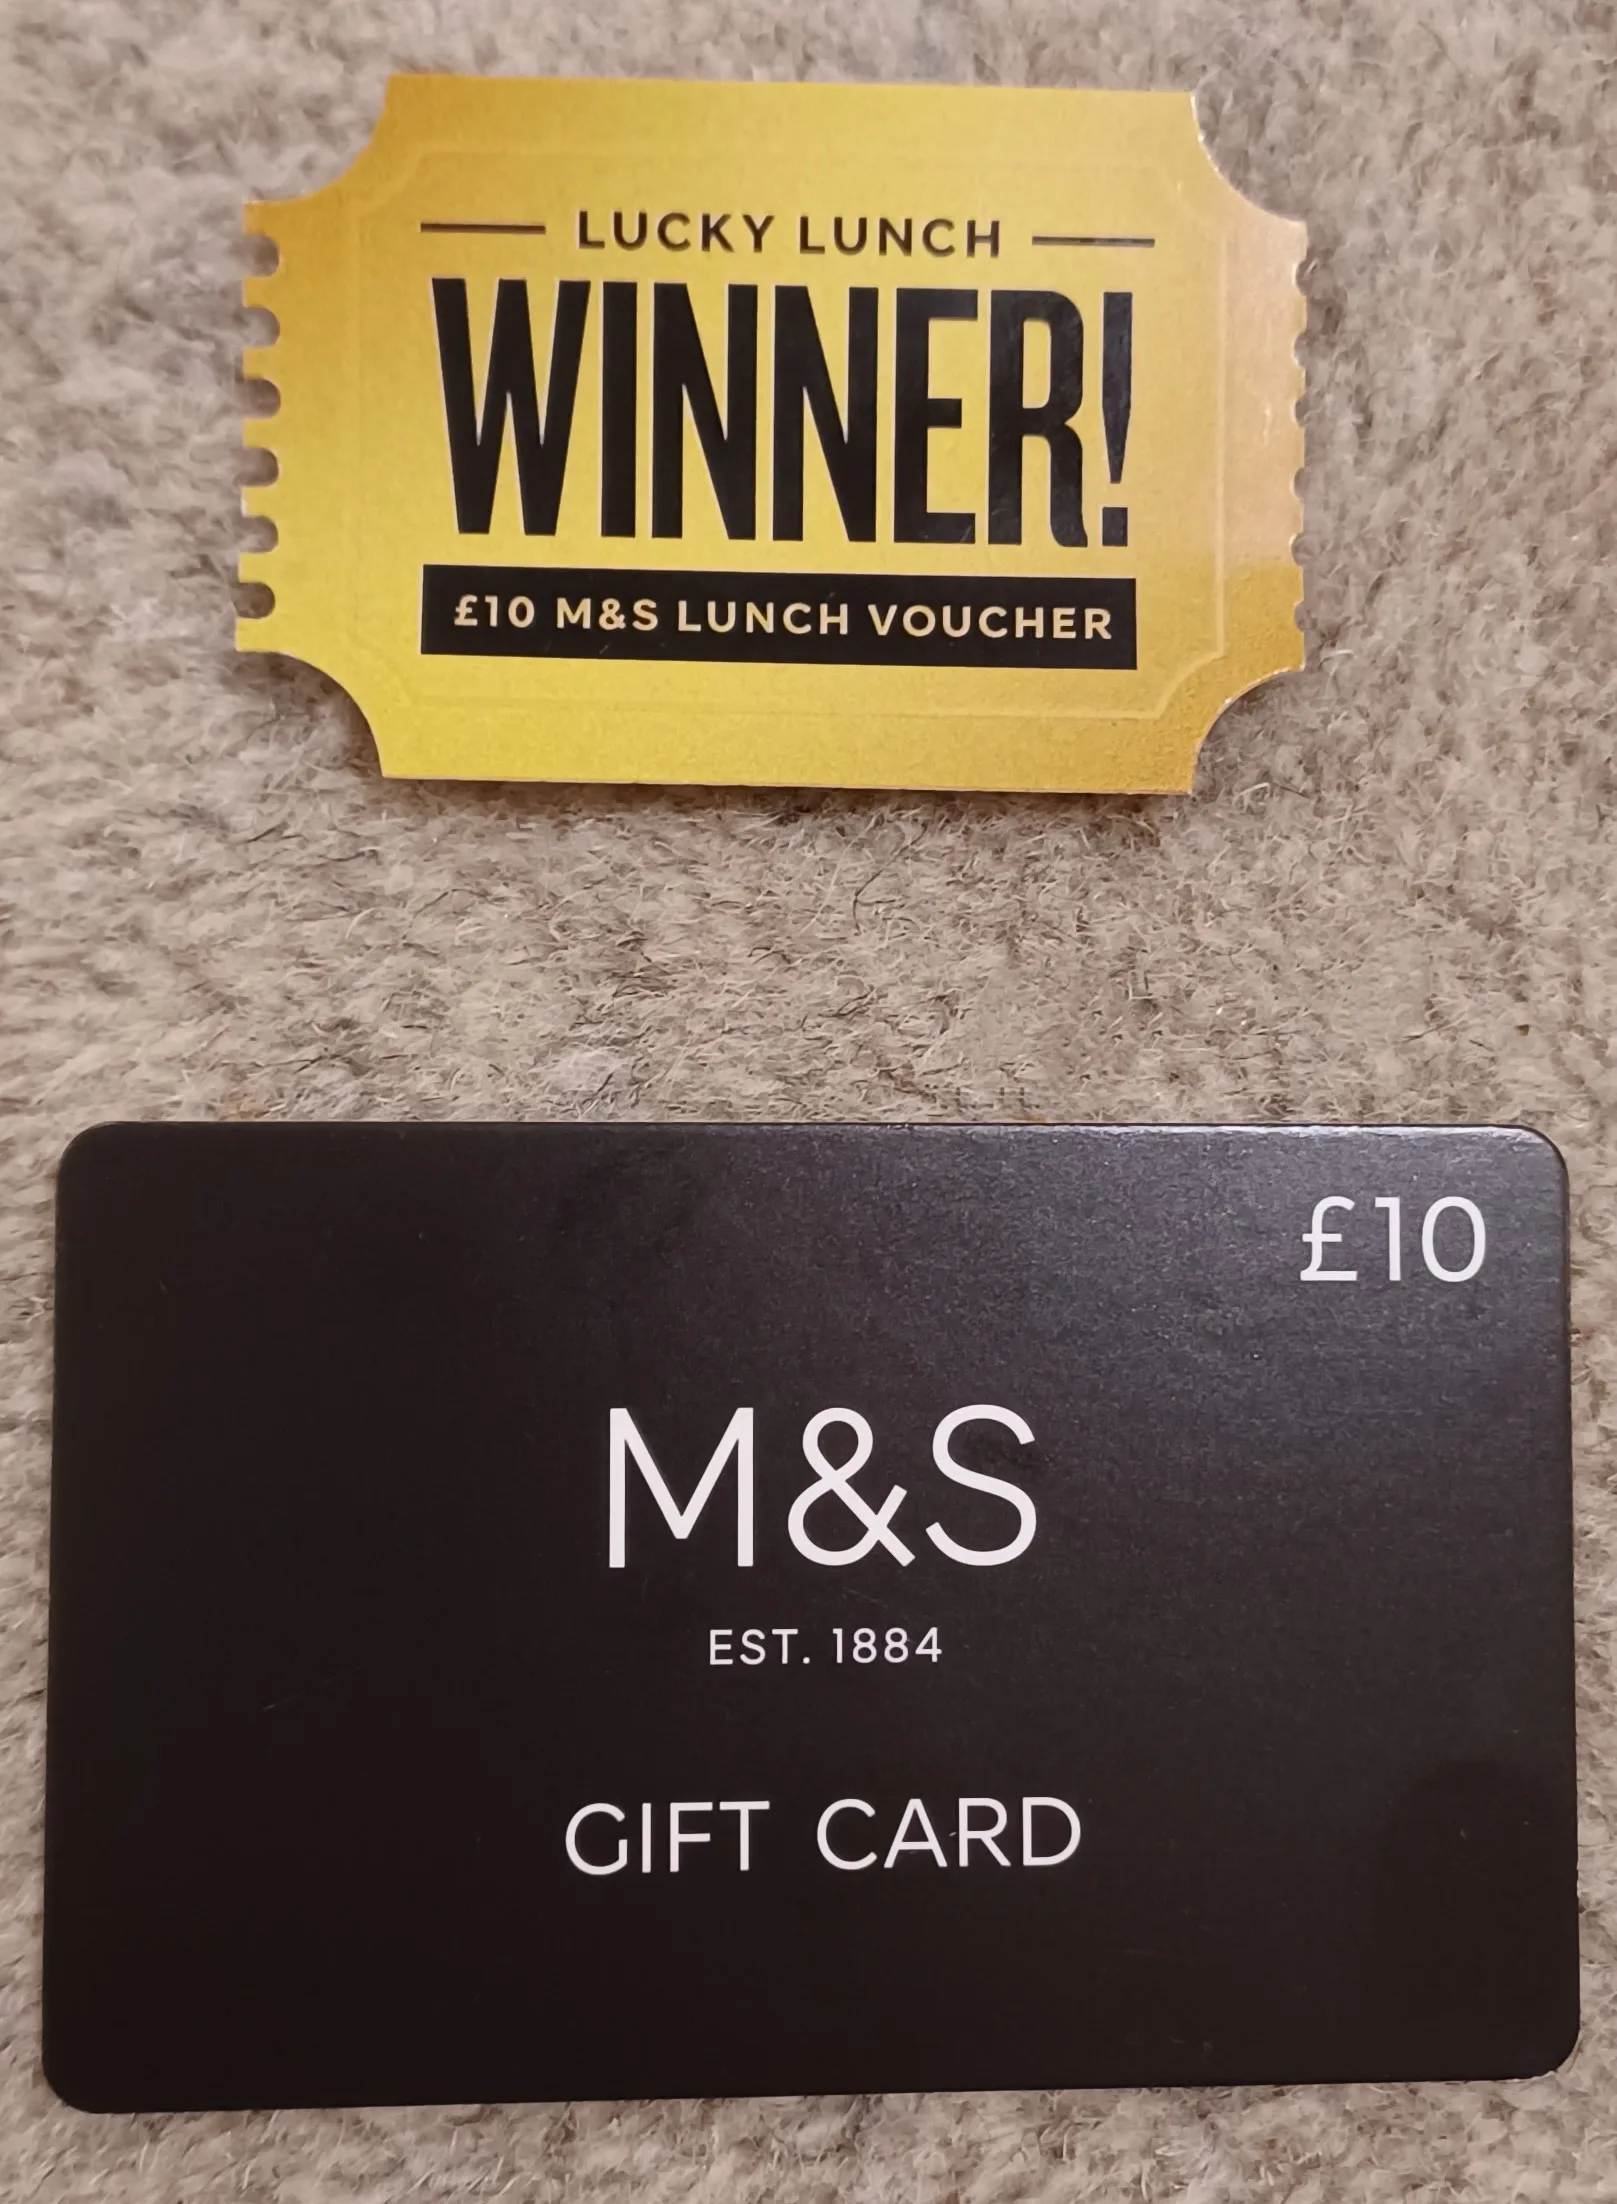 LUCKY LUNCH
WINNER!
£10 M&S LUNCH VOUCHER
£10
M&S
EST. 1884
GIFT CARD